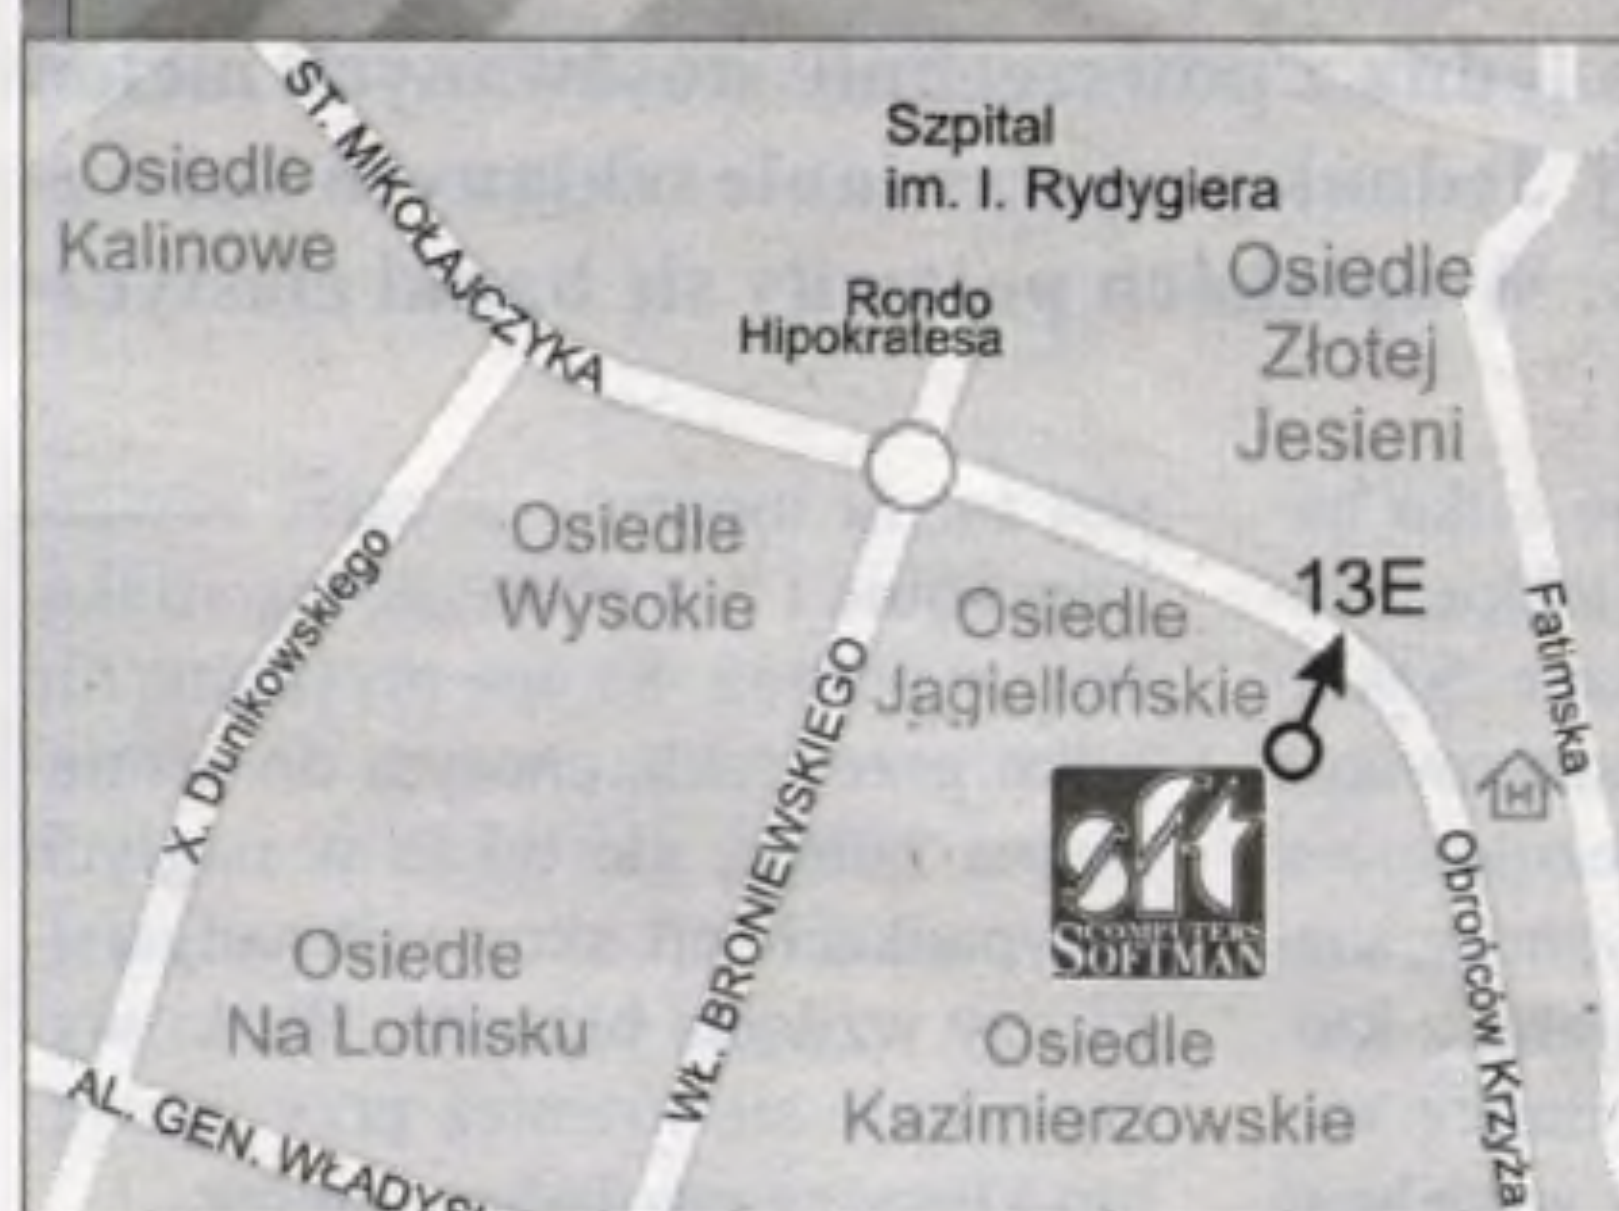 ST. MIKOŁAJCZYKA
Szpital
im. I. Rydygiera
Osiedle
Kalinowe
Rondo
Hipokratesa
Osiedle
Złotej
Jesieni
Osiedle
Wysokie
13E
Osiedle
Jagiellońskie
Fatimska
X. Dunikowskiego
WŁ. BRONIEWSKIEGO
H
sft
COMPUTERS
SOFTMAN
Obrońców Krzyża
Osiedle
Na Lotnisku
Osiedle
Kazimierzowskie
AL. GEN. WŁADYS